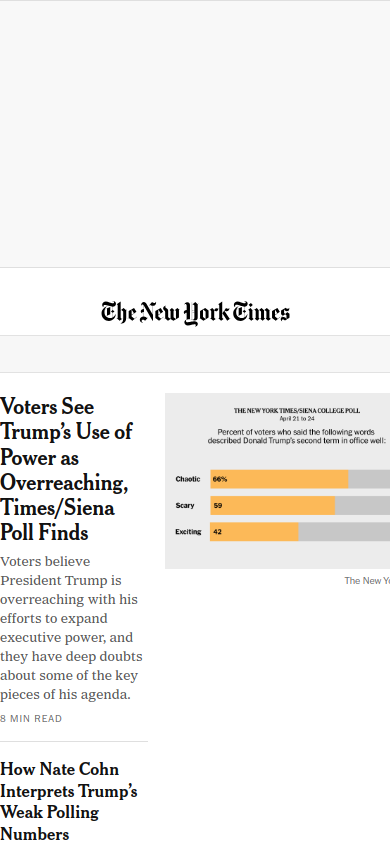 The New York Times
Voters See
Trump’s Use of
Power as
Overreaching,
Times/Siena
Poll Finds
Voters believe
President Trump is
overreaching with his
efforts to expand
executive power, and
they have deep doubts
about some of the key
pieces of his agenda.
8 MIN READ
THE NEW YORK TIMES/SIENA COLLEGE POLL
April 21 to 24
Percent of voters who said the following words
described Donald Trump’s second term in office well:
Chaotic 66%
Scary 59
Exciting 42
The New Yo
How Nate Cohn
Interprets Trump’s
Weak Polling
Numbers